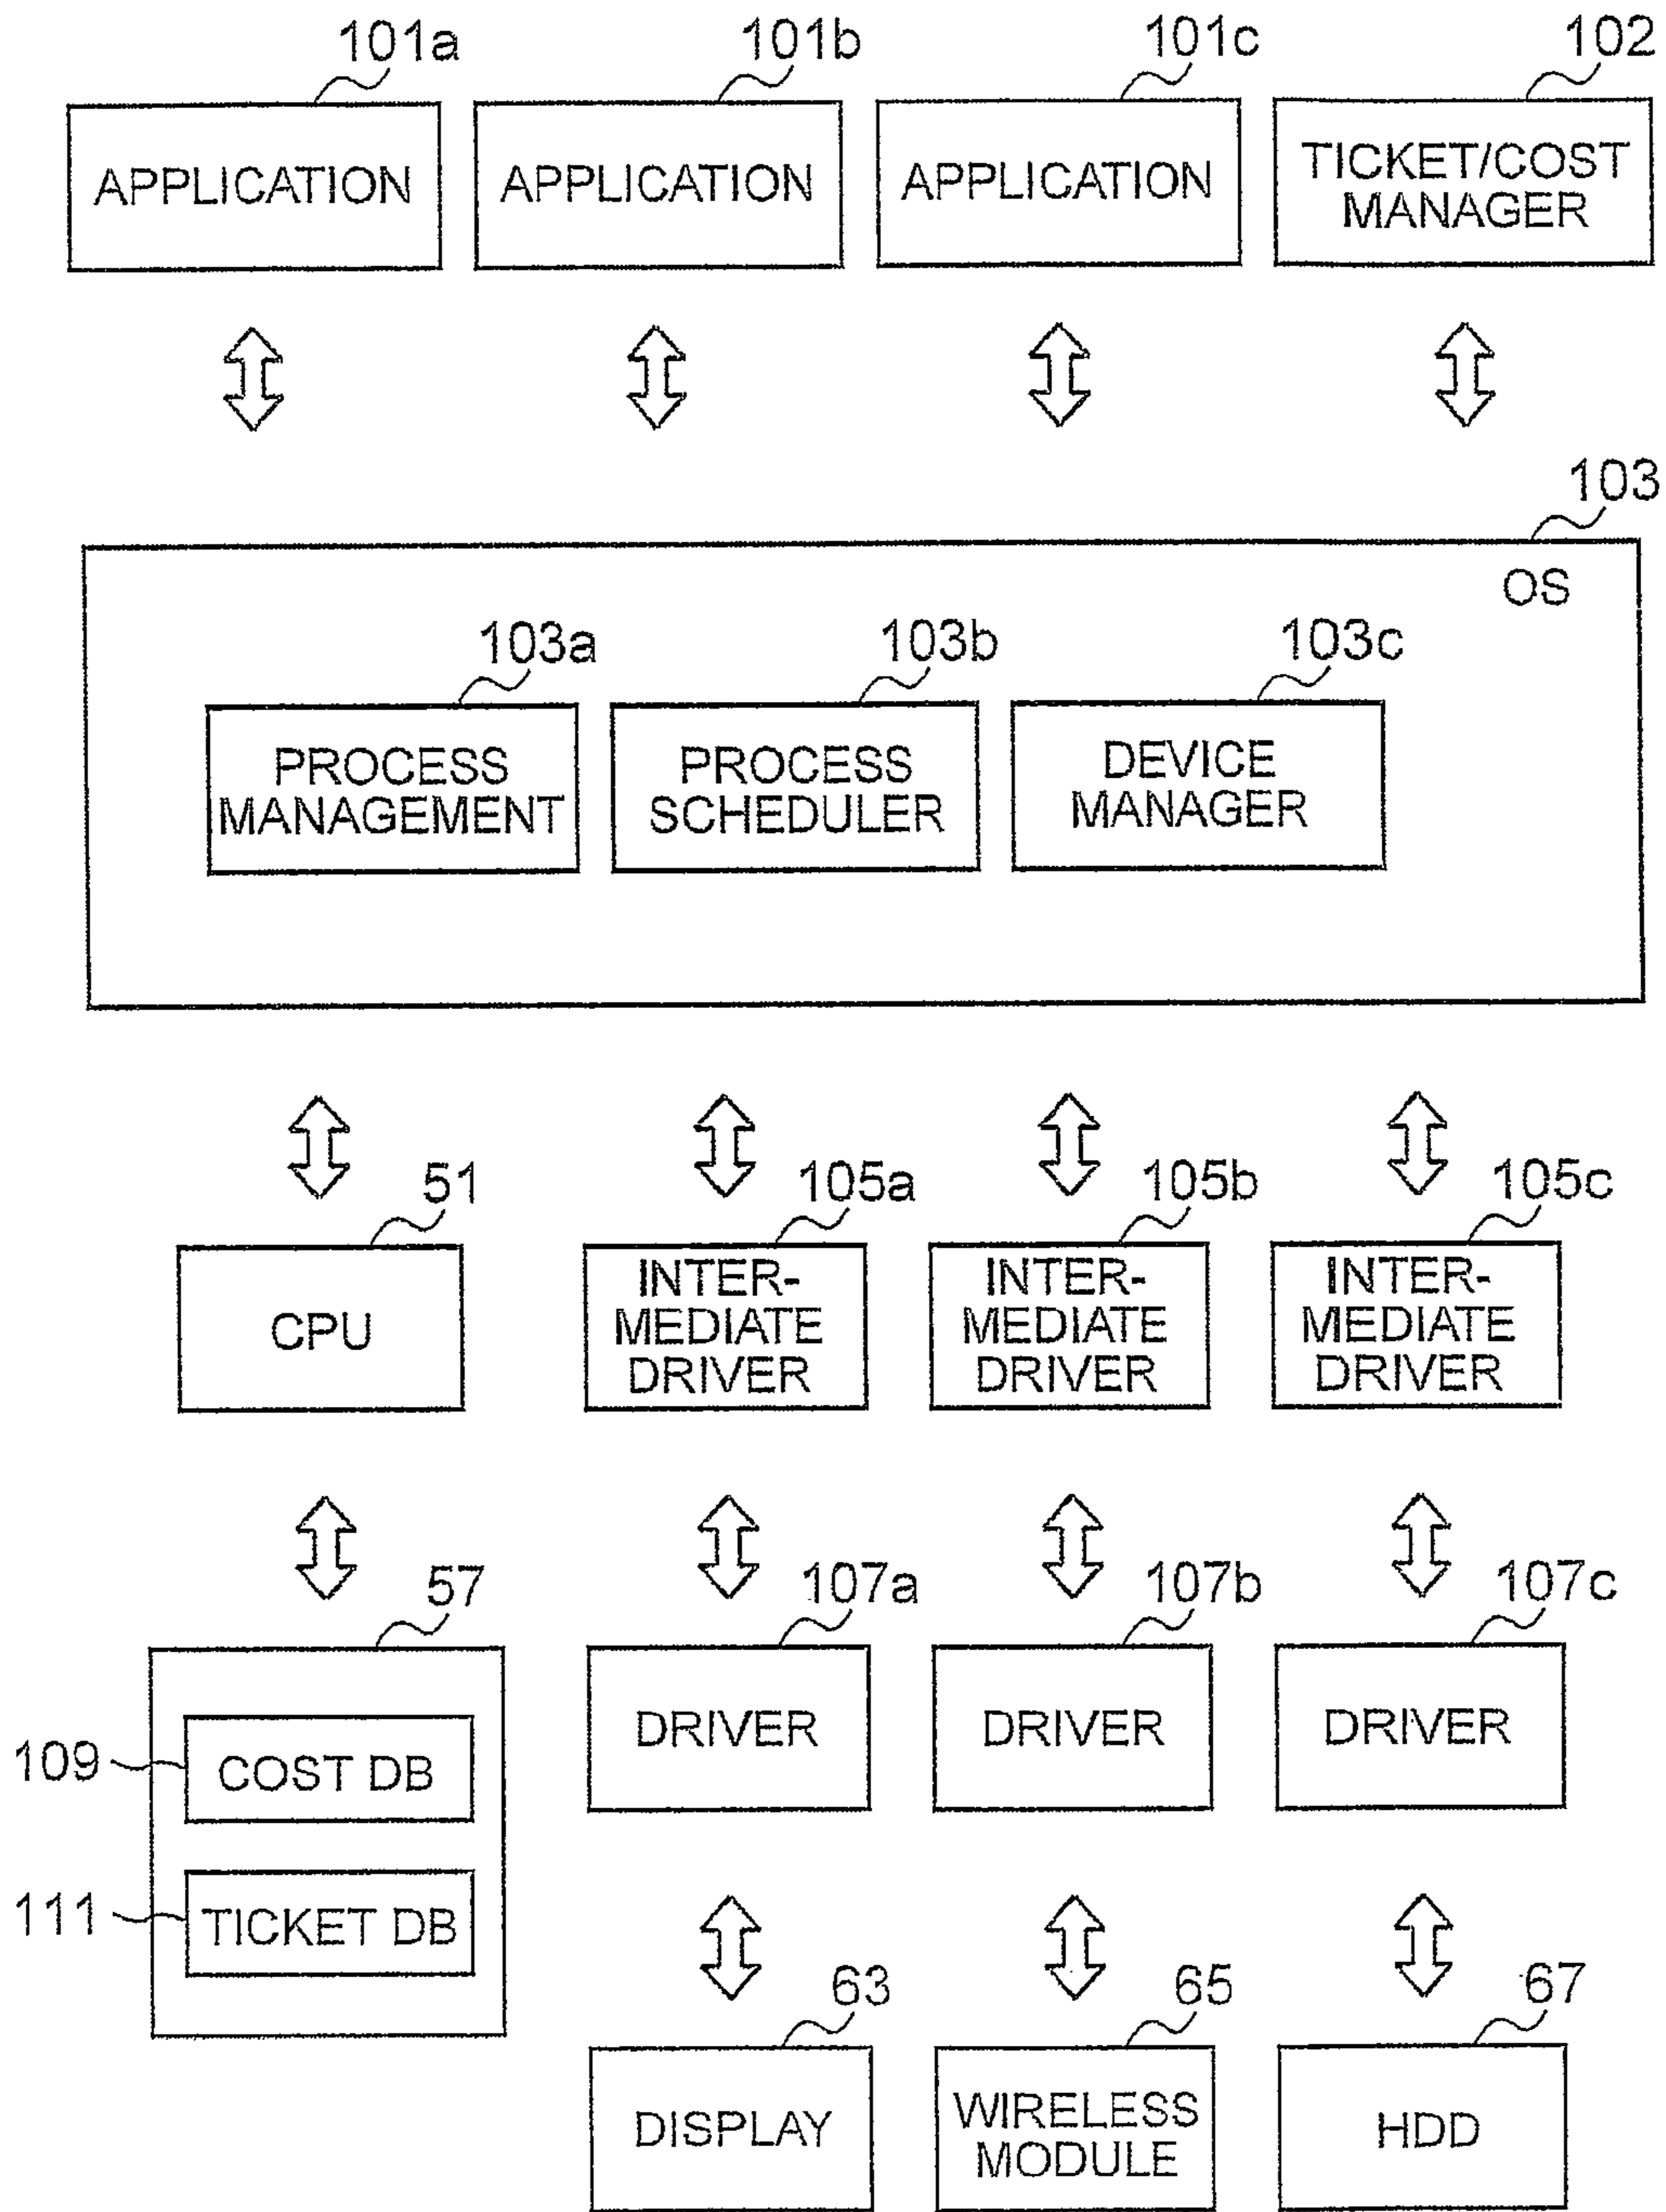 101a
101b
101c
102
APPLICATION
APPLICATION
APPLICATION
TICKET/COST
MANAGER
103
OS
103a
103b
103c
PROCESS
MANAGEMENT
PROCESS
SCHEDULER
DEVICE
MANAGER
51
105a
105b
105c
CPU
INTER-
MEDIATE
DRIVER
INTER-
MEDIATE
DRIVER
INTER-
MEDIATE
DRIVER
57
107a
107b
107c
109
COST DB
111
TICKET DB
DRIVER
DRIVER
DRIVER
63
65
67
DISPLAY
WIRELESS
MODULE
HDD